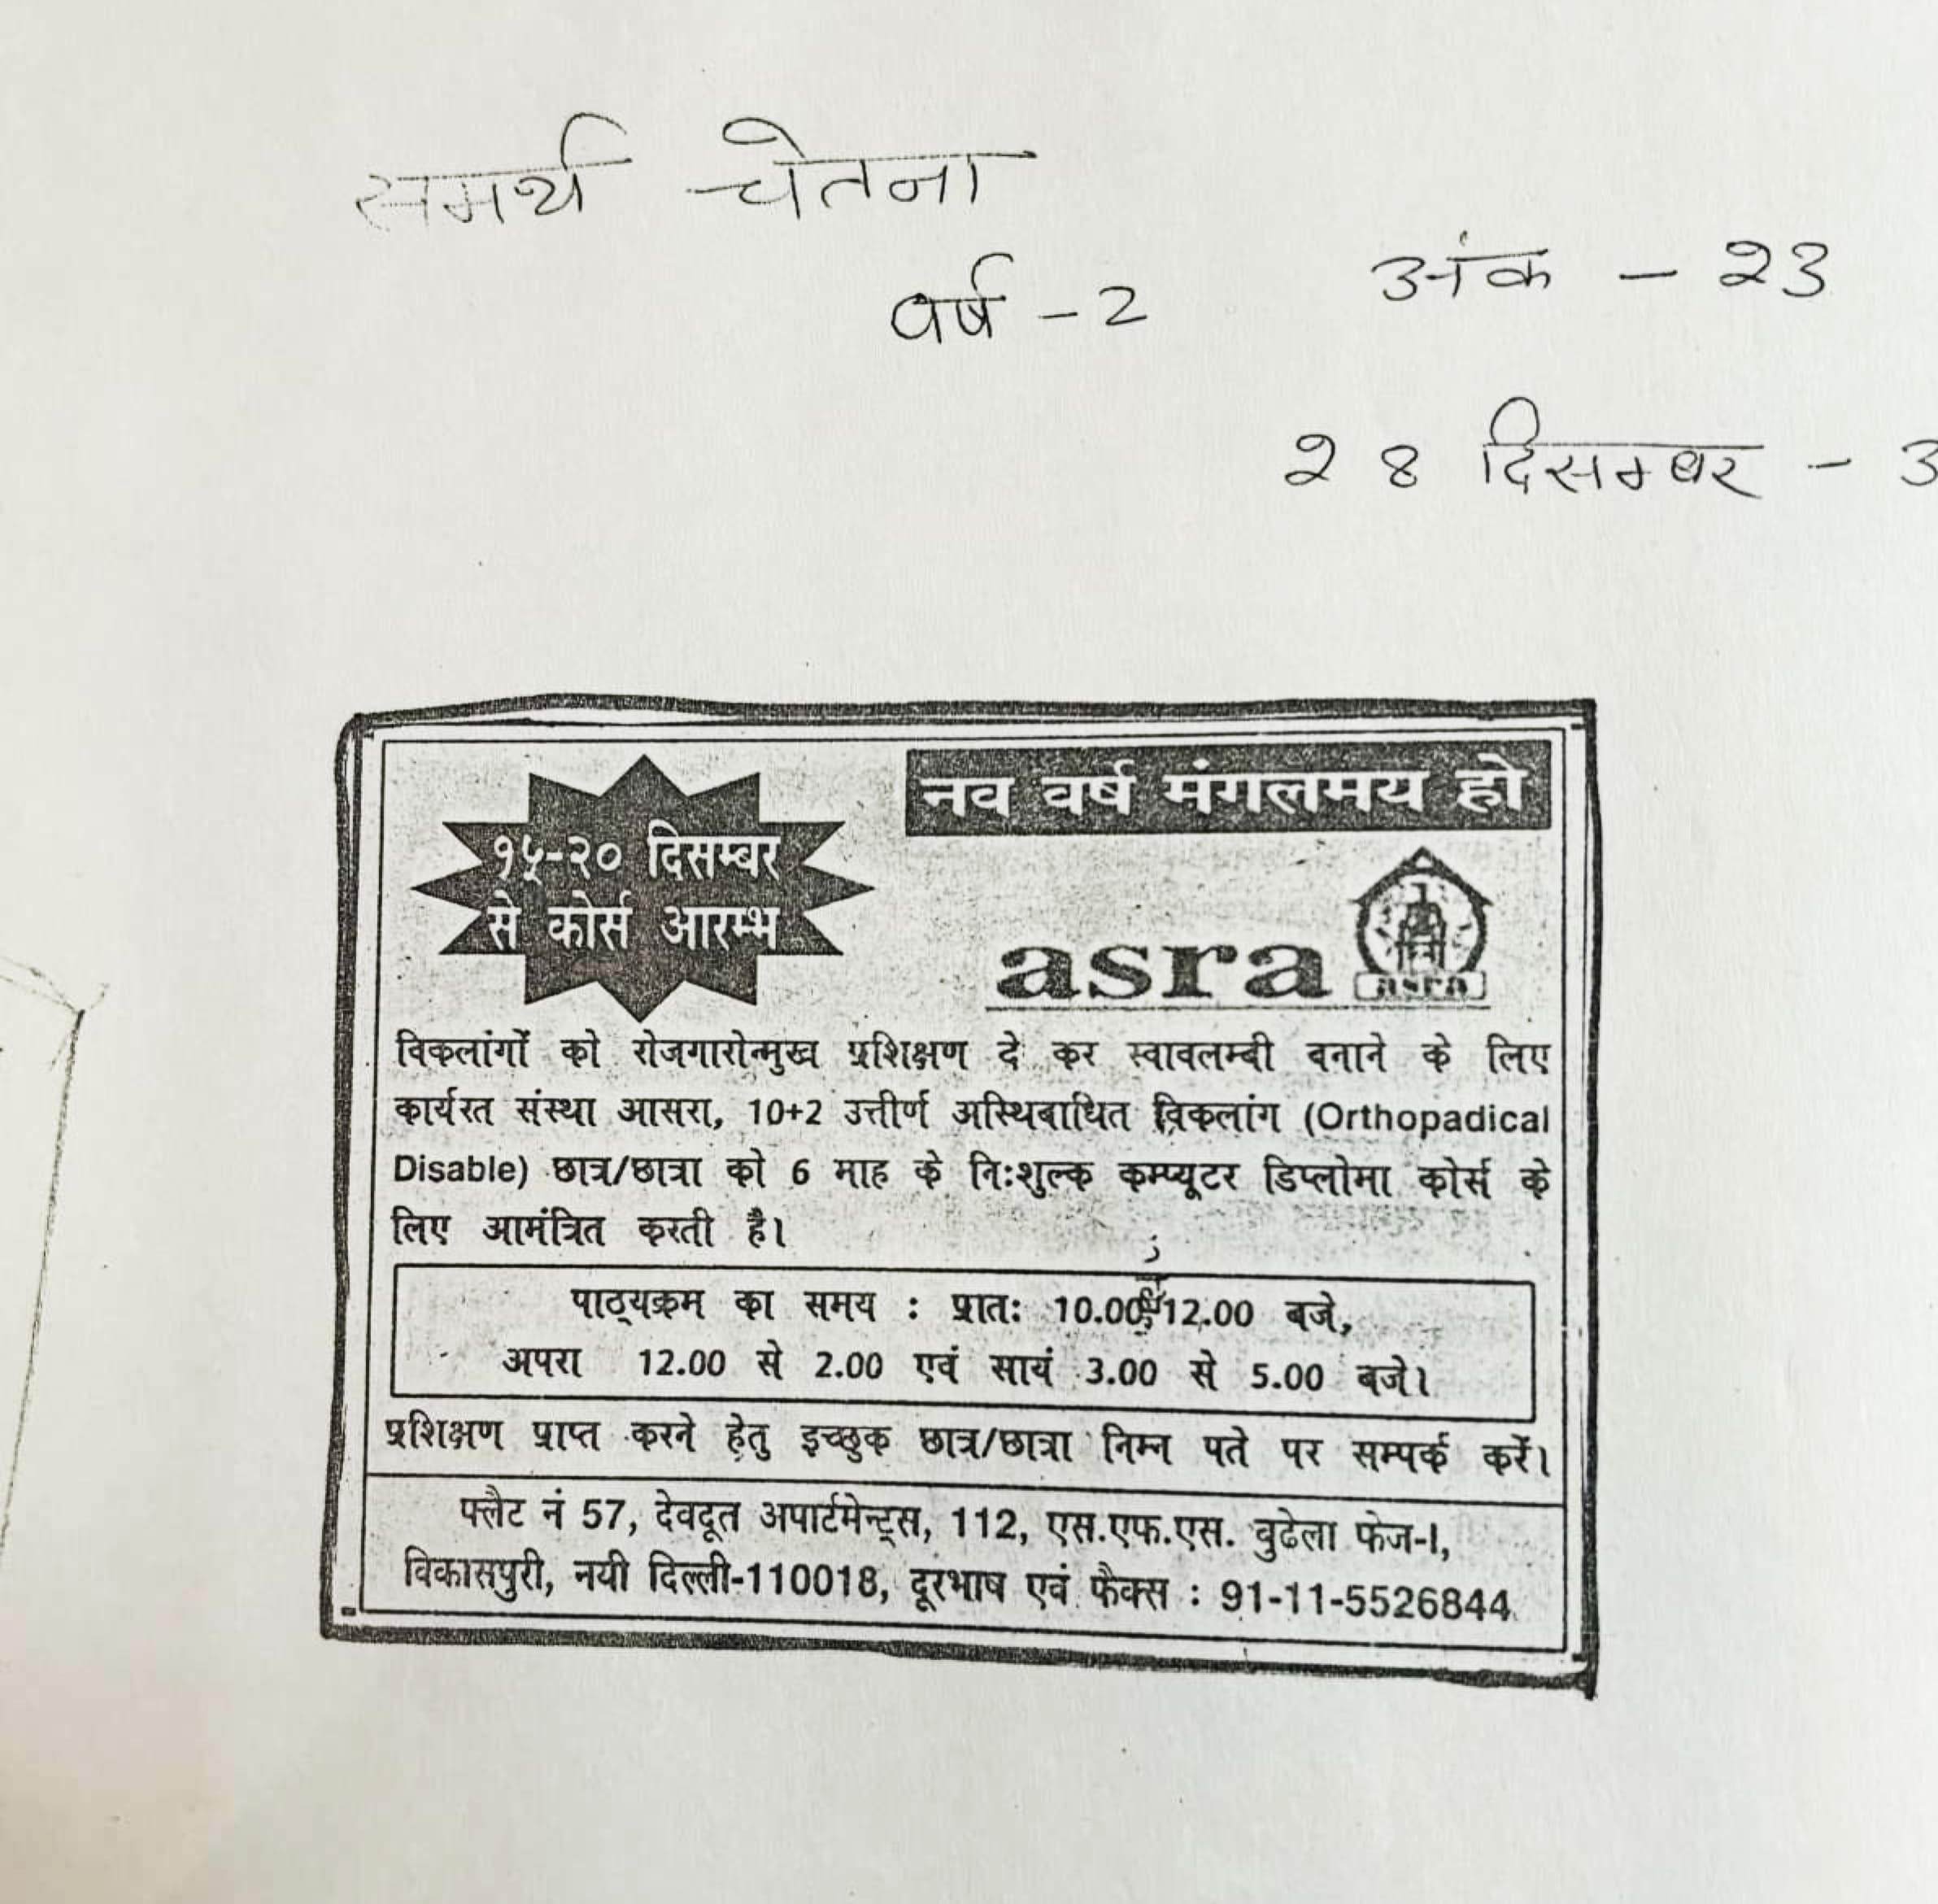 समर्थ चेतना
वर्ष - 2
अंक - २3
२8 दिसम्बर - 3
नव वर्ष मंगलमय हो
१५-२० दिसम्बर
से कोर्स आरम्भ
asra
asra
विकलांगों को रोजगारोन्मुख प्रशिक्षण दे कर स्वावलम्बी बनाने के लिए
कार्यरत संस्था आसरा, 10+2 उत्तीर्ण अस्थिबाधित विकलांग (Orthopadical
Disable) छात्र/छात्रा को 6 माह के निःशुल्क कम्प्यूटर डिप्लोमा कोर्स के
लिए आमंत्रित करती है।
पाठ्यक्रम का समय : प्रातः 10.00 से 12.00 बजे,
अपरा 12.00 से 2.00 एवं सायं 3.00 से 5.00 बजे।
प्रशिक्षण प्राप्त करने हेतु इच्छुक छात्र/छात्रा निम्न पते पर सम्पर्क करें।
फ्लैट नं 57, देवदूत अपार्टमेन्ट्स, 112, एस.एफ.एस. बुढेला फेज-I,
विकासपुरी, नयी दिल्ली-110018, दूरभाष एवं फैक्स : 91-11-5526844